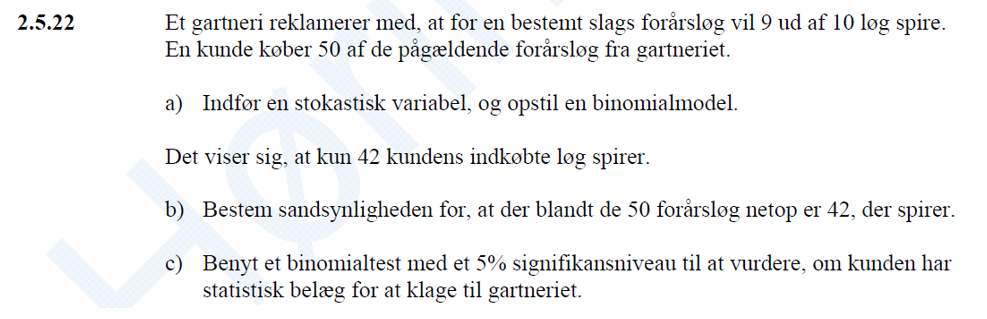 2.5.22 Et gartneri reklamerer med, at for en bestemt slags forårsløg vil 9 ud af 10 løg spire.
En kunde køber 50 af de pågældende forårsløg fra gartneriet.
a) Indfør en stokastisk variabel, og opstil en binomialmodel.
Det viser sig, at kun 42 kundens indkøbte løg spirer.
b) Bestem sandsynligheden for, at der blandt de 50 forårsløg netop er 42, der spirer.
c) Benyt et binomialtest med et 5% signifikansniveau til at vurdere, om kunden har
statistisk belæg for at klage til gartneriet.